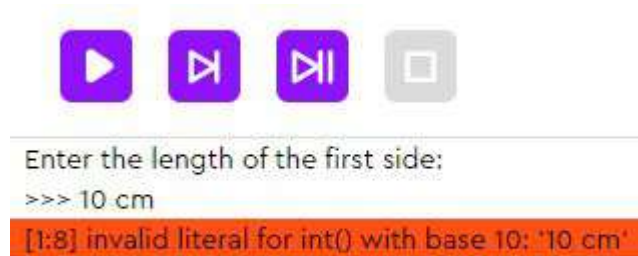 Enter the length of the first side:
>>> 10 cm
[1:8] invalid literal for int() with base 10: '10 cm'